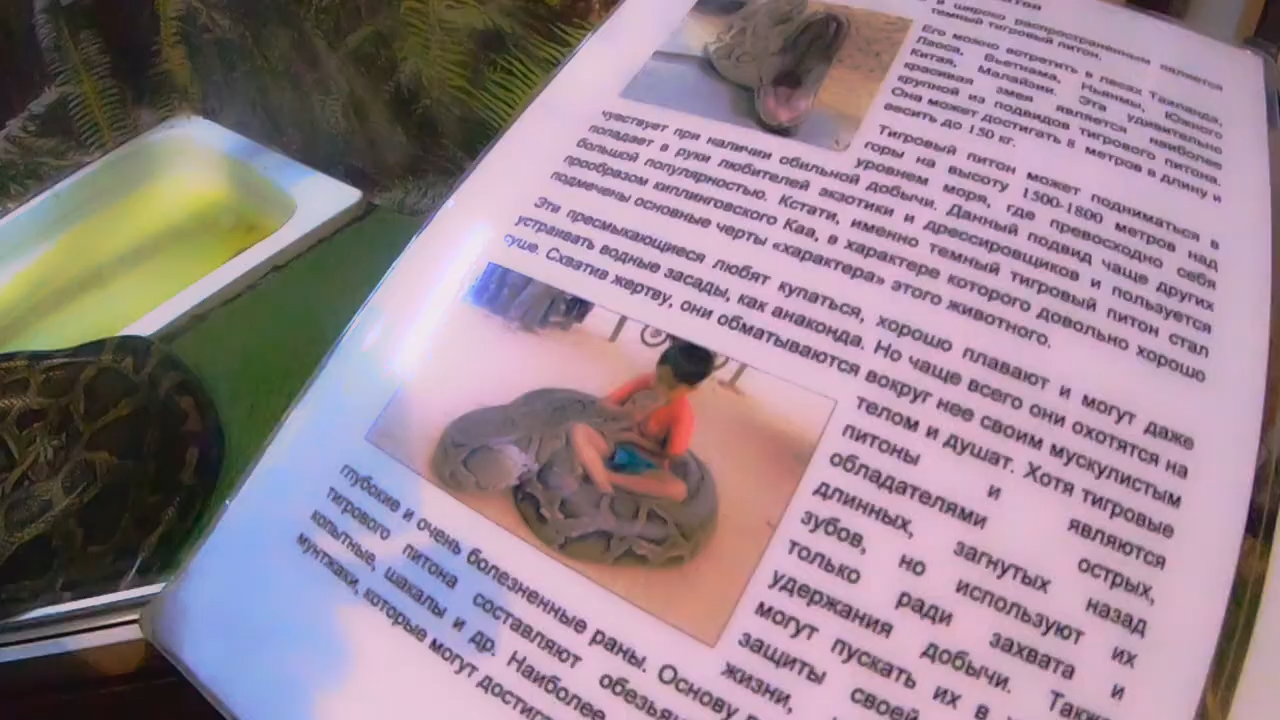 в широко распространенным является
темный тигровый питон.
Его можно встретить в лесах Таиланда,
Лаоса, Вьетнама, Ньянмы, Южного
Китая, Малайзии. Эта удивительно
красивая змея является наиболее
крупной из подвидов тигрового питона.
Она может достигать 8 метров в длину и
весить до 150 кг.
Тигровый питон может подниматься в
горы на высоту 1500-1800 метров над
уровнем моря, где превосходно себя
чувствует при наличии обильной добычи. Данный подвид чаще других
попадает в руки любителей экзотики и дрессировщиков и пользуется
большой популярностью. Кстати, именно темный тигровый питон стал
прообразом киплинговского Каа, в характере которого довольно хорошо
подмечены основные черты «характера» этого животного.
Эти пресмыкающиеся любят купаться, хорошо плавают и могут даже
устраивать водные засады, как анаконда. Но чаще всего они охотятся на
суше. Схватив жертву, они обматываются вокруг нее своим мускулистым
телом и душат. Хотя тигровые
питоны и являются
обладателями острых,
длинных, загнутых назад
зубов, но используют их
только ради захвата и
удержания добычи.
могут пускать их в
защиты своей
жизни,
глубокие и очень болезненные раны. Основу
тигрового питона составляют
копытные, шакалы и др. Наиболее
мунтжаки, которые могут